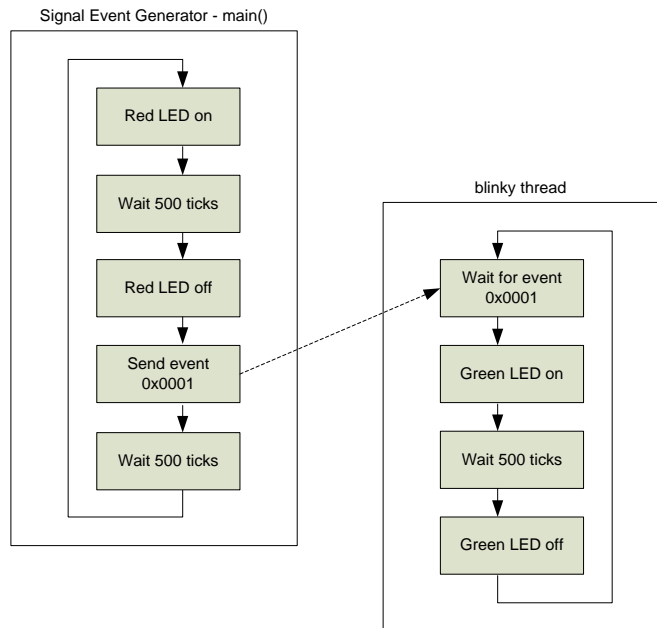 Signal Event Generator - main()
Red LED on
Wait 500 ticks
Red LED off
Send event
0x0001
Wait 500 ticks
blinky thread
Wait for event
0x0001
Green LED on
Wait 500 ticks
Green LED off